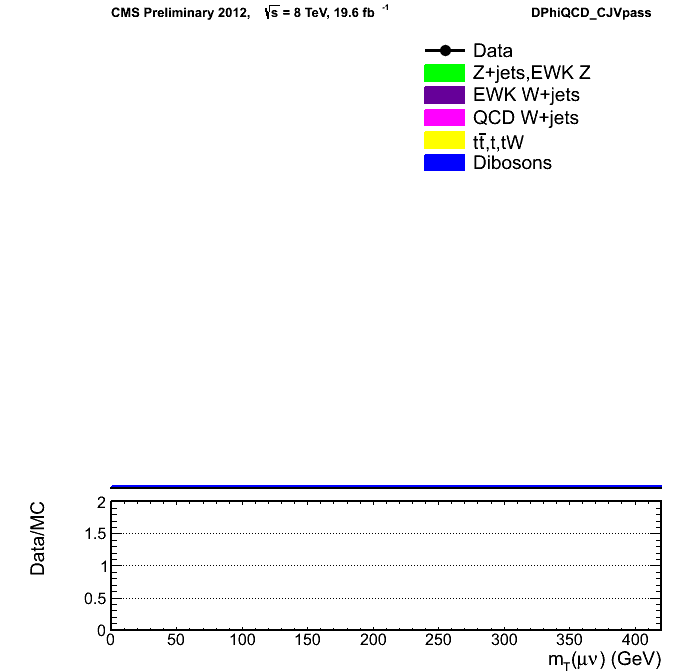 CMS Preliminary 2012, √s = 8 TeV, 19.6 fb⁻¹ DPhiQCD_CJVpass
Data
Z+jets,EWK Z
EWK W+jets
QCD W+jets
tt̅,t,tW
Dibosons
Data/MC
2
1.5
1
0.5
0
0 50 100 150 200 250 300 350 400
m_T(μν) (GeV)